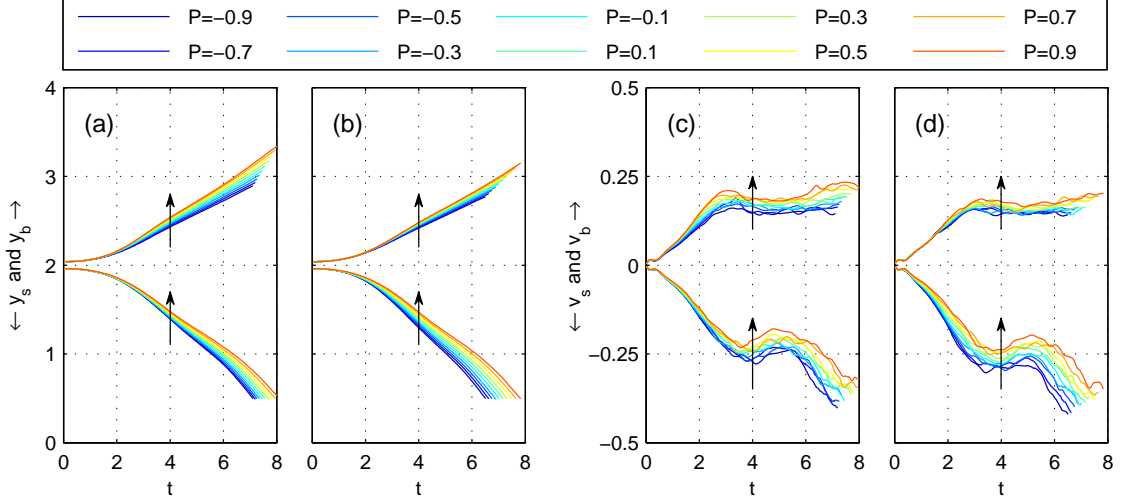 P=−0.9 P=−0.5 P=−0.1 P=0.3 P=0.7
P=−0.7 P=−0.3 P=0.1 P=0.5 P=0.9
(a) (b) (c) (d)
← y_s and y_b →
4
3
2
1
0
0 2 4 6 8
t
0 2 4 6 8
t
← v_s and v_b →
0.5
0.25
0
−0.25
−0.5
0 2 4 6 8
t
0 2 4 6 8
t